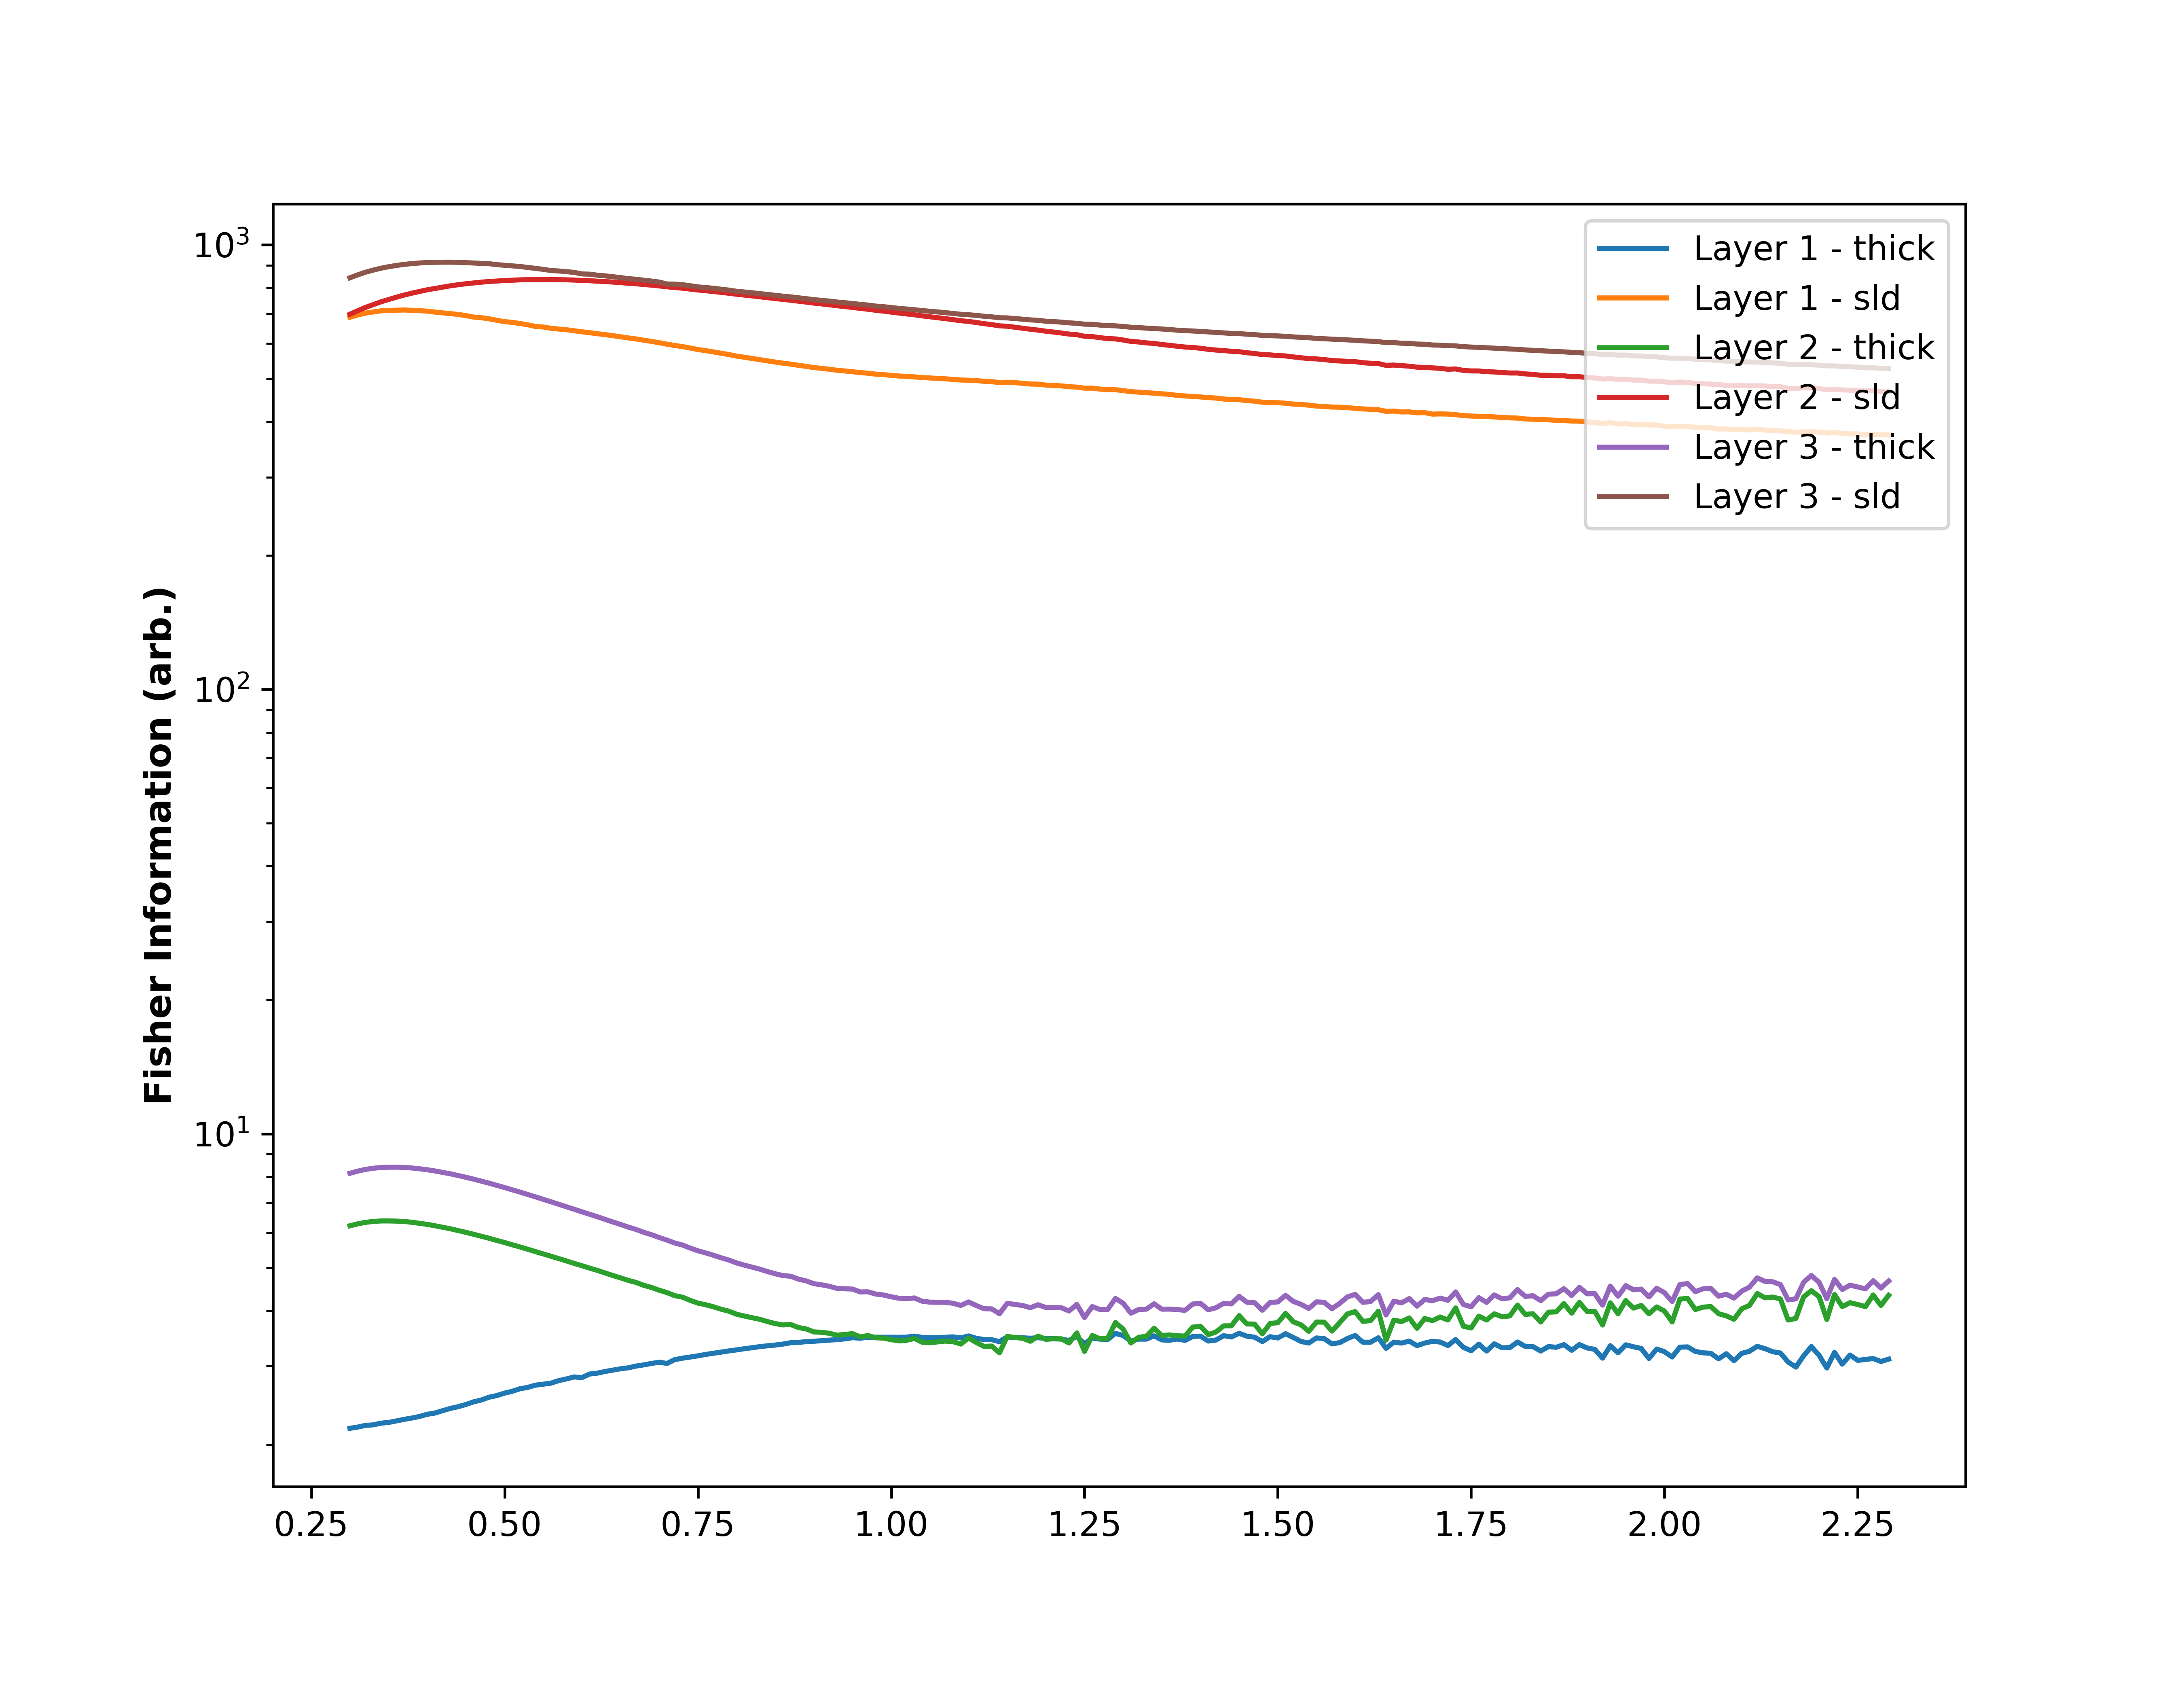 Fisher Information (arb.)
10³
10²
10¹
0.25 0.50 0.75 1.00 1.25 1.50 1.75 2.00 2.25
Layer 1 - thick
Layer 1 - sld
Layer 2 - thick
Layer 2 - sld
Layer 3 - thick
Layer 3 - sld